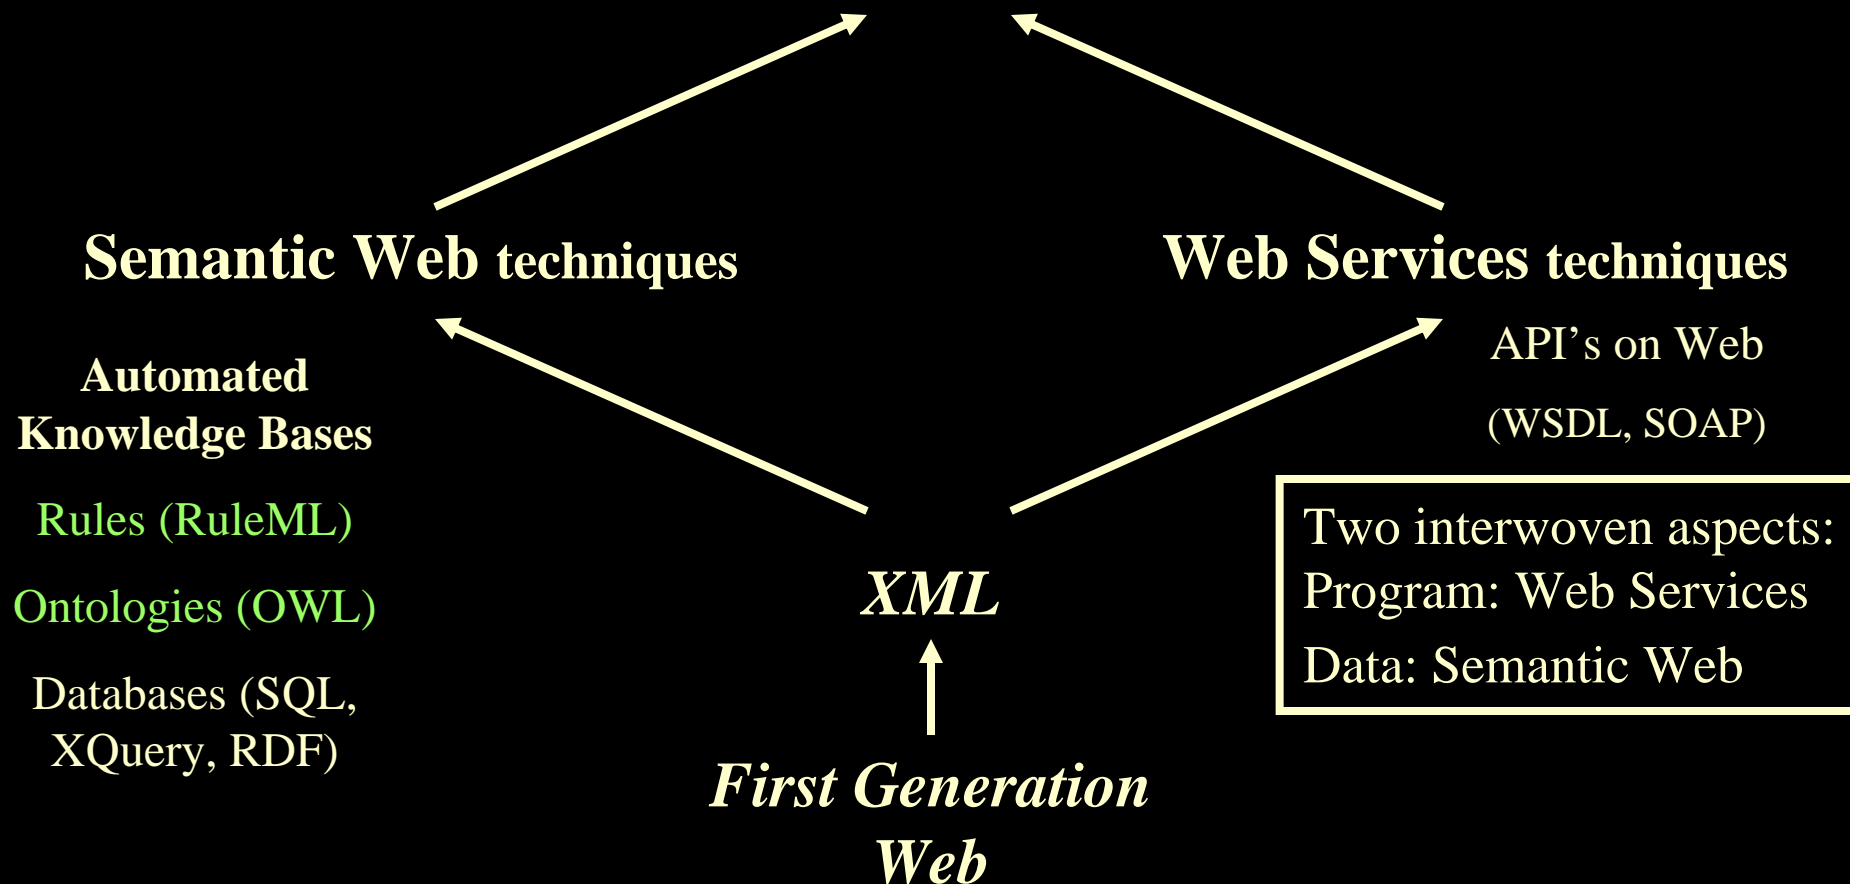 Semantic Web techniques
Web Services techniques
Automated
Knowledge Bases
Rules (RuleML)
Ontologies (OWL)
Databases (SQL,
XQuery, RDF)
API’s on Web
(WSDL, SOAP)
Two interwoven aspects:
Program: Web Services
Data: Semantic Web
XML
First Generation
Web